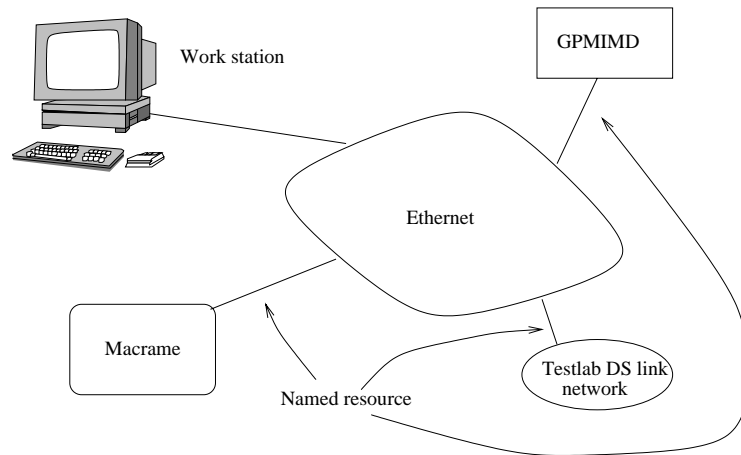 GPMIMD
Work station
Ethernet
Macrame
Testlab DS link
network
Named resource